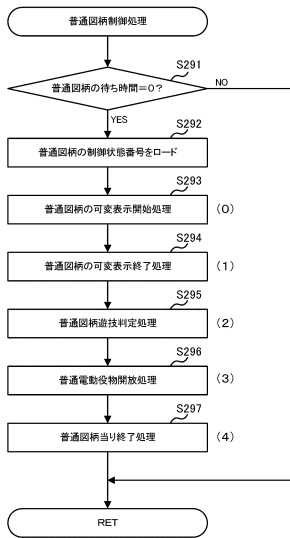 普通図柄制御処理
S291
普通図柄の待ち時間=0?
NO
YES
S292
普通図柄の制御状態番号をロード
S293
普通図柄の可変表示開始処理
(0)
S294
普通図柄の可変表示終了処理
(1)
S295
普通図柄遊技判定処理
(2)
S296
普通電動役物開放処理
(3)
S297
普通図柄当り終了処理
(4)
RET